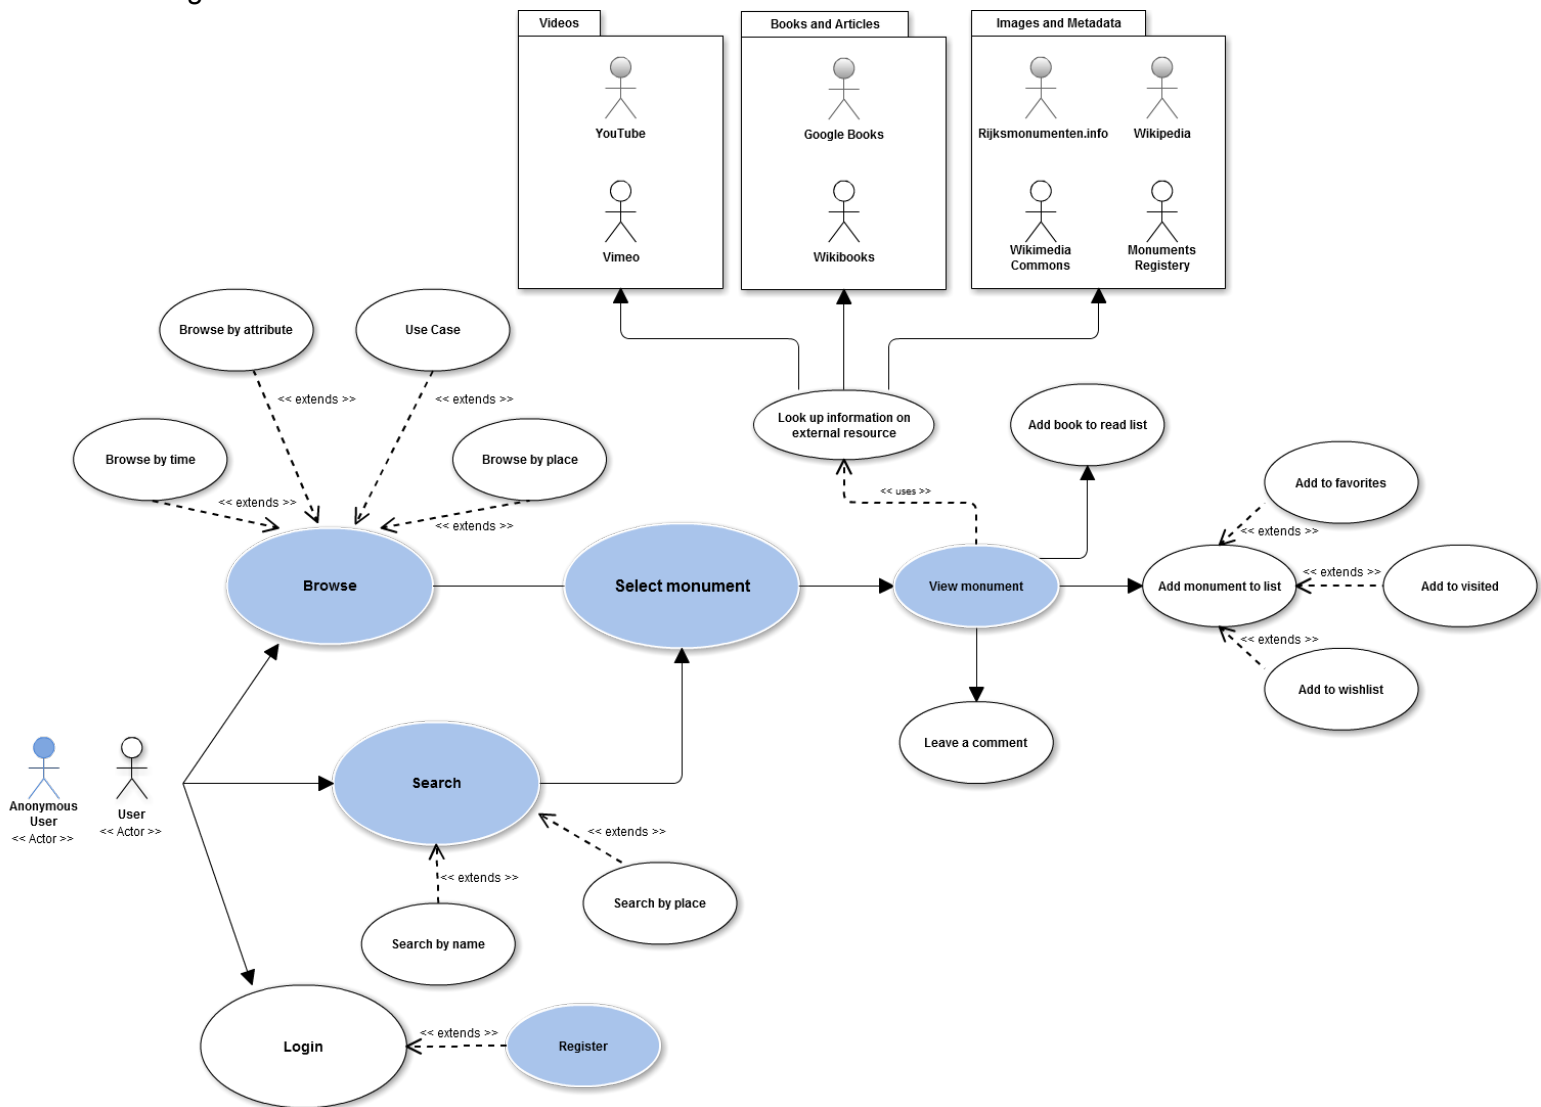 Videos
Books and Articles
Images and Metadata
YouTube
Google Books
Rijksmonumenten.info
Wikipedia
Vimeo
Wikibooks
Wikimedia
Commons
Monuments
Registery
Browse by attribute
Use Case
<< extends >>
<< extends >>
Look up information on
external resource
Add book to read list
Browse by time
Browse by place
<< extends >>
<< extends >>
<< uses >>
Add to favorites
<< extends >>
Browse
Select monument
View monument
Add monument to list
<< extends >>
Add to visited
<< extends >>
Add to wishlist
Leave a comment
Search
<< extends >>
Anonymous
User
<< Actor >>
User
<< Actor >>
<< extends >>
Search by place
Search by name
Login
<< extends >>
Register